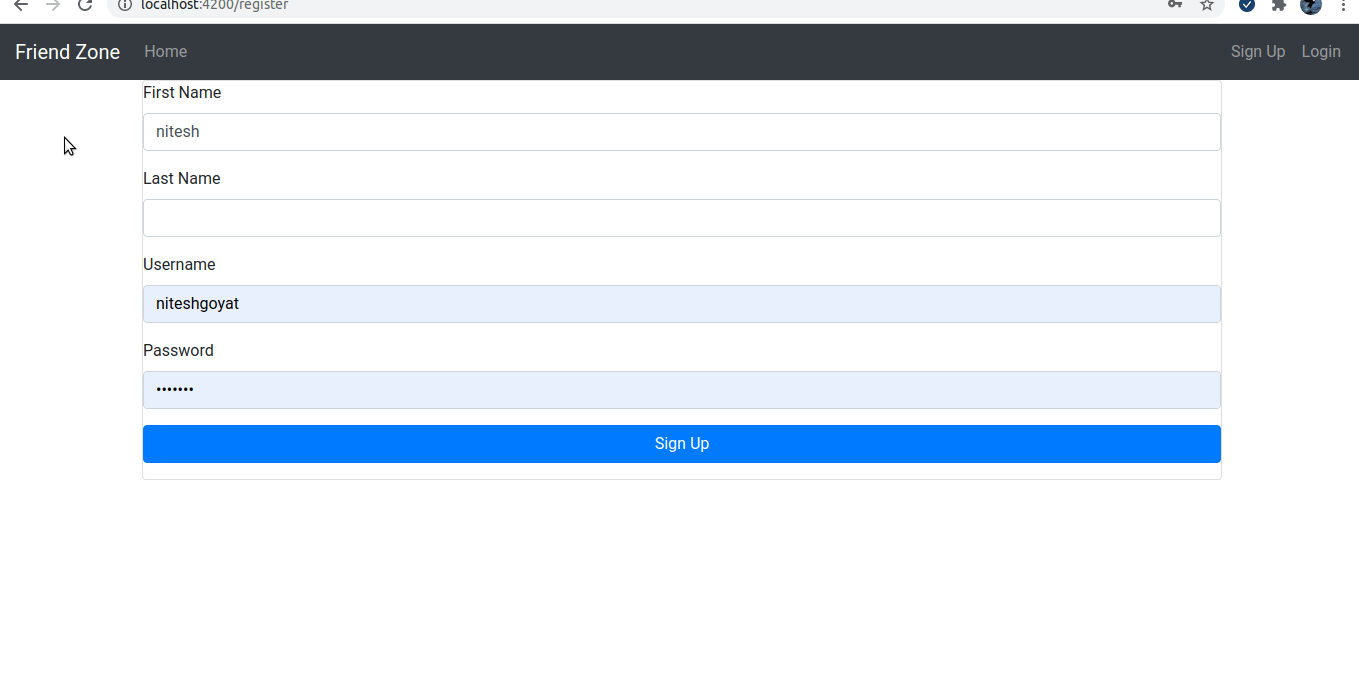 localhost:4200/register
Friend Zone Home Sign Up Login
First Name
nitesh
Last Name
Username
niteshgoyat
Password
•••••••
Sign Up